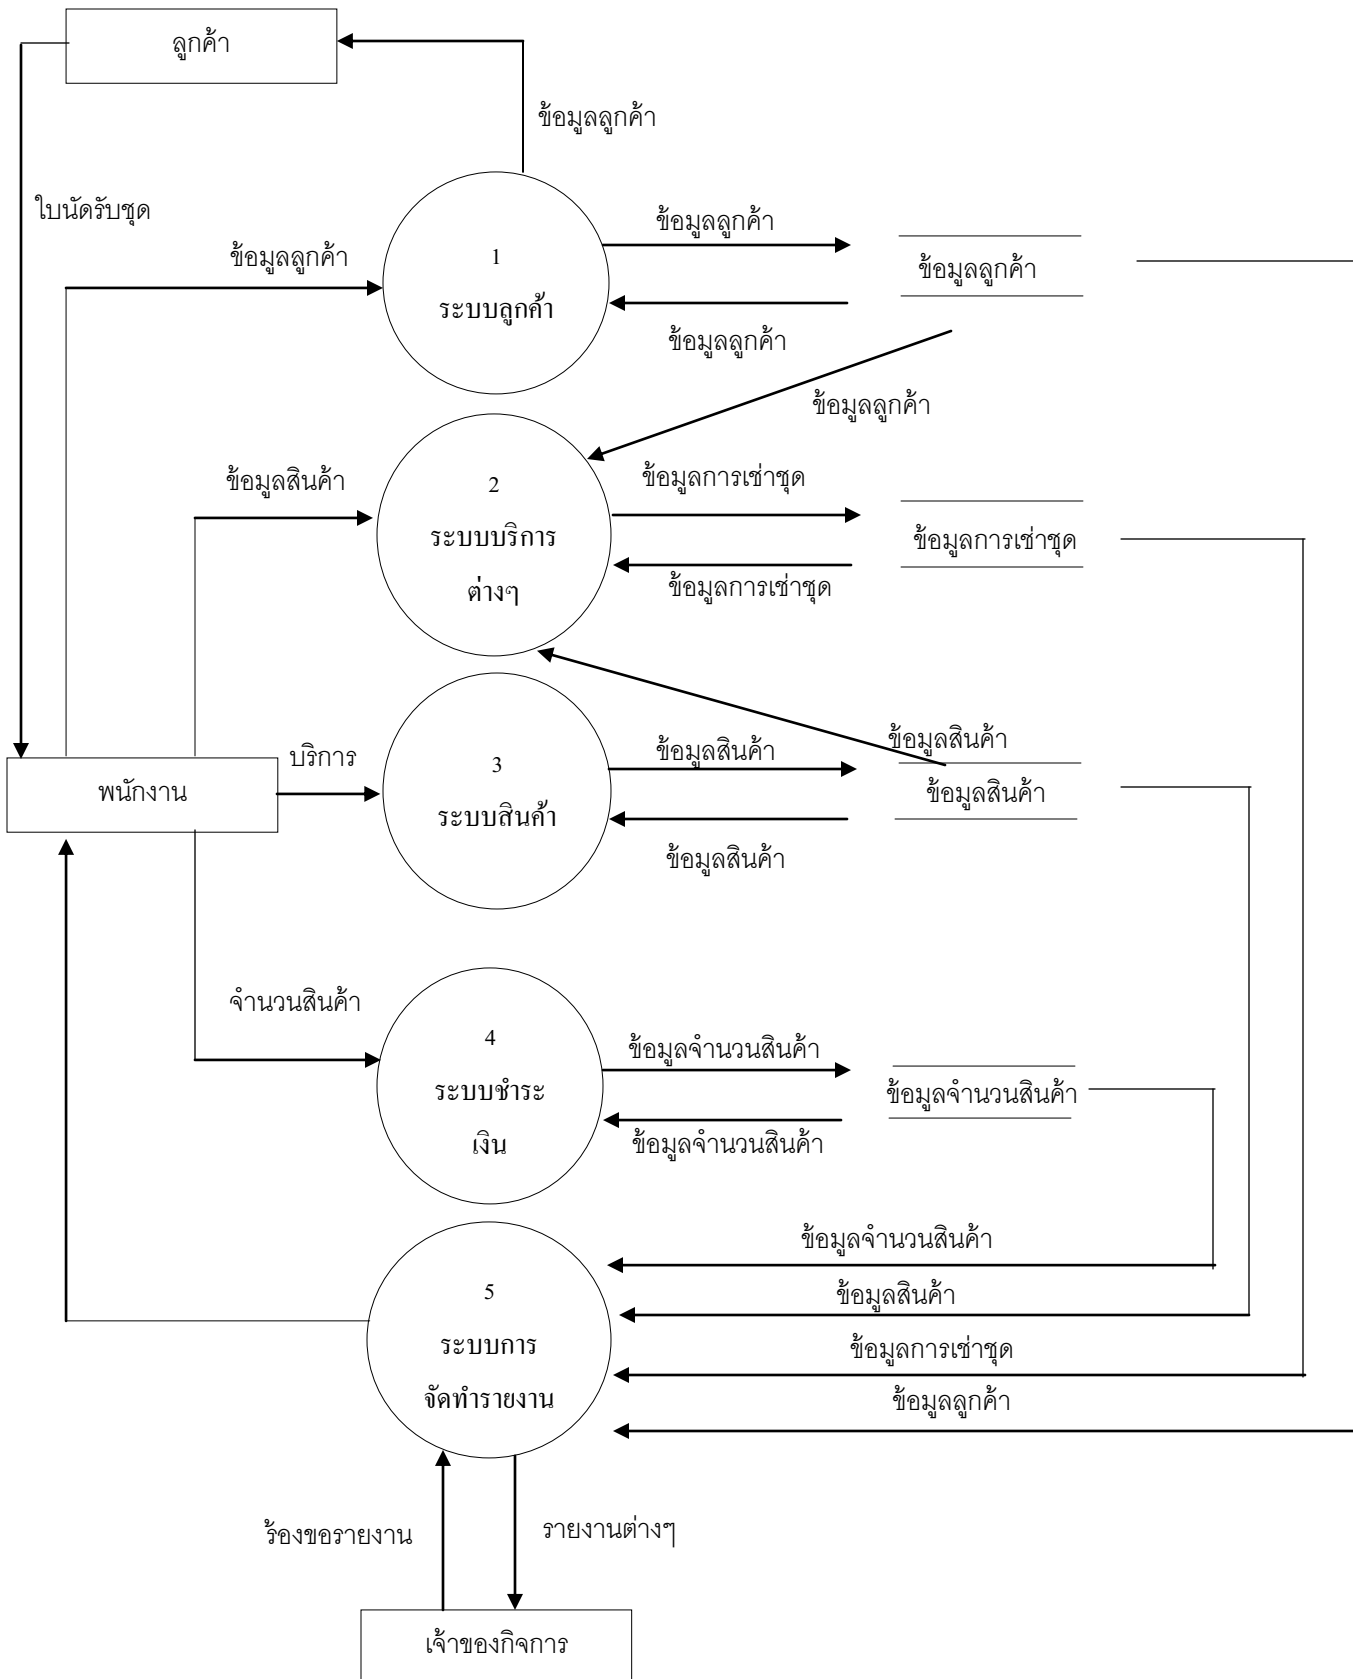 ลูกค้า
ข้อมูลลูกค้า
ใบนัดรับชุด
ข้อมูลลูกค้า
1
ระบบลูกค้า
ข้อมูลลูกค้า
ข้อมูลลูกค้า
ข้อมูลลูกค้า
ข้อมูลลูกค้า
ข้อมูลสินค้า
2
ระบบบริการ
ต่างๆ
ข้อมูลการเช่าชุด
ข้อมูลการเช่าชุด
ข้อมูลการเช่าชุด
ข้อมูลสินค้า
บริการ
พนักงาน
3
ระบบสินค้า
ข้อมูลสินค้า
ข้อมูลสินค้า
ข้อมูลสินค้า
จำนวนสินค้า
4
ระบบชำระ
เงิน
ข้อมูลจำนวนสินค้า
ข้อมูลจำนวนสินค้า
ข้อมูลจำนวนสินค้า
ข้อมูลจำนวนสินค้า
5
ระบบการ
จัดทำรายงาน
ข้อมูลสินค้า
ข้อมูลการเช่าชุด
ข้อมูลลูกค้า
ร้องขอรายงาน
รายงานต่างๆ
เจ้าของกิจการ